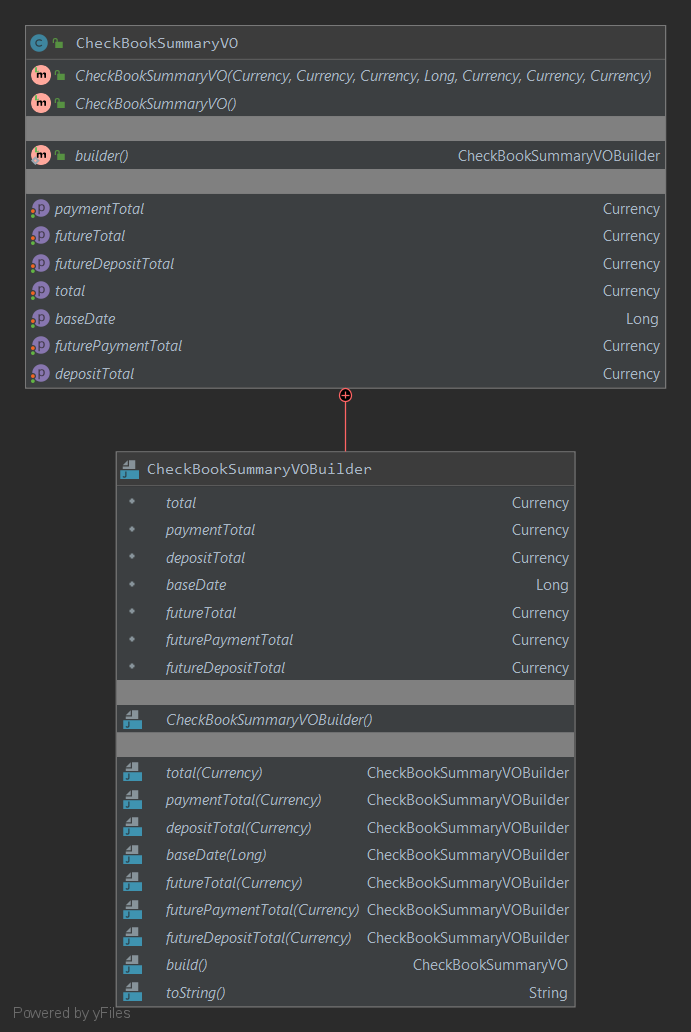 CheckBookSummaryVO
CheckBookSummaryVO(Currency, Currency, Currency, Long, Currency, Currency, Currency)
CheckBookSummaryVO()
builder() CheckBookSummaryVOBuilder
paymentTotal Currency
futureTotal Currency
futureDepositTotal Currency
total Currency
baseDate Long
futurePaymentTotal Currency
depositTotal Currency
CheckBookSummaryVOBuilder
total Currency
paymentTotal Currency
depositTotal Currency
baseDate Long
futureTotal Currency
futurePaymentTotal Currency
futureDepositTotal Currency
CheckBookSummaryVOBuilder()
total(Currency) CheckBookSummaryVOBuilder
paymentTotal(Currency) CheckBookSummaryVOBuilder
depositTotal(Currency) CheckBookSummaryVOBuilder
baseDate(Long) CheckBookSummaryVOBuilder
futureTotal(Currency) CheckBookSummaryVOBuilder
futurePaymentTotal(Currency) CheckBookSummaryVOBuilder
futureDepositTotal(Currency) CheckBookSummaryVOBuilder
build() CheckBookSummaryVO
toString() String
Powered by yFiles